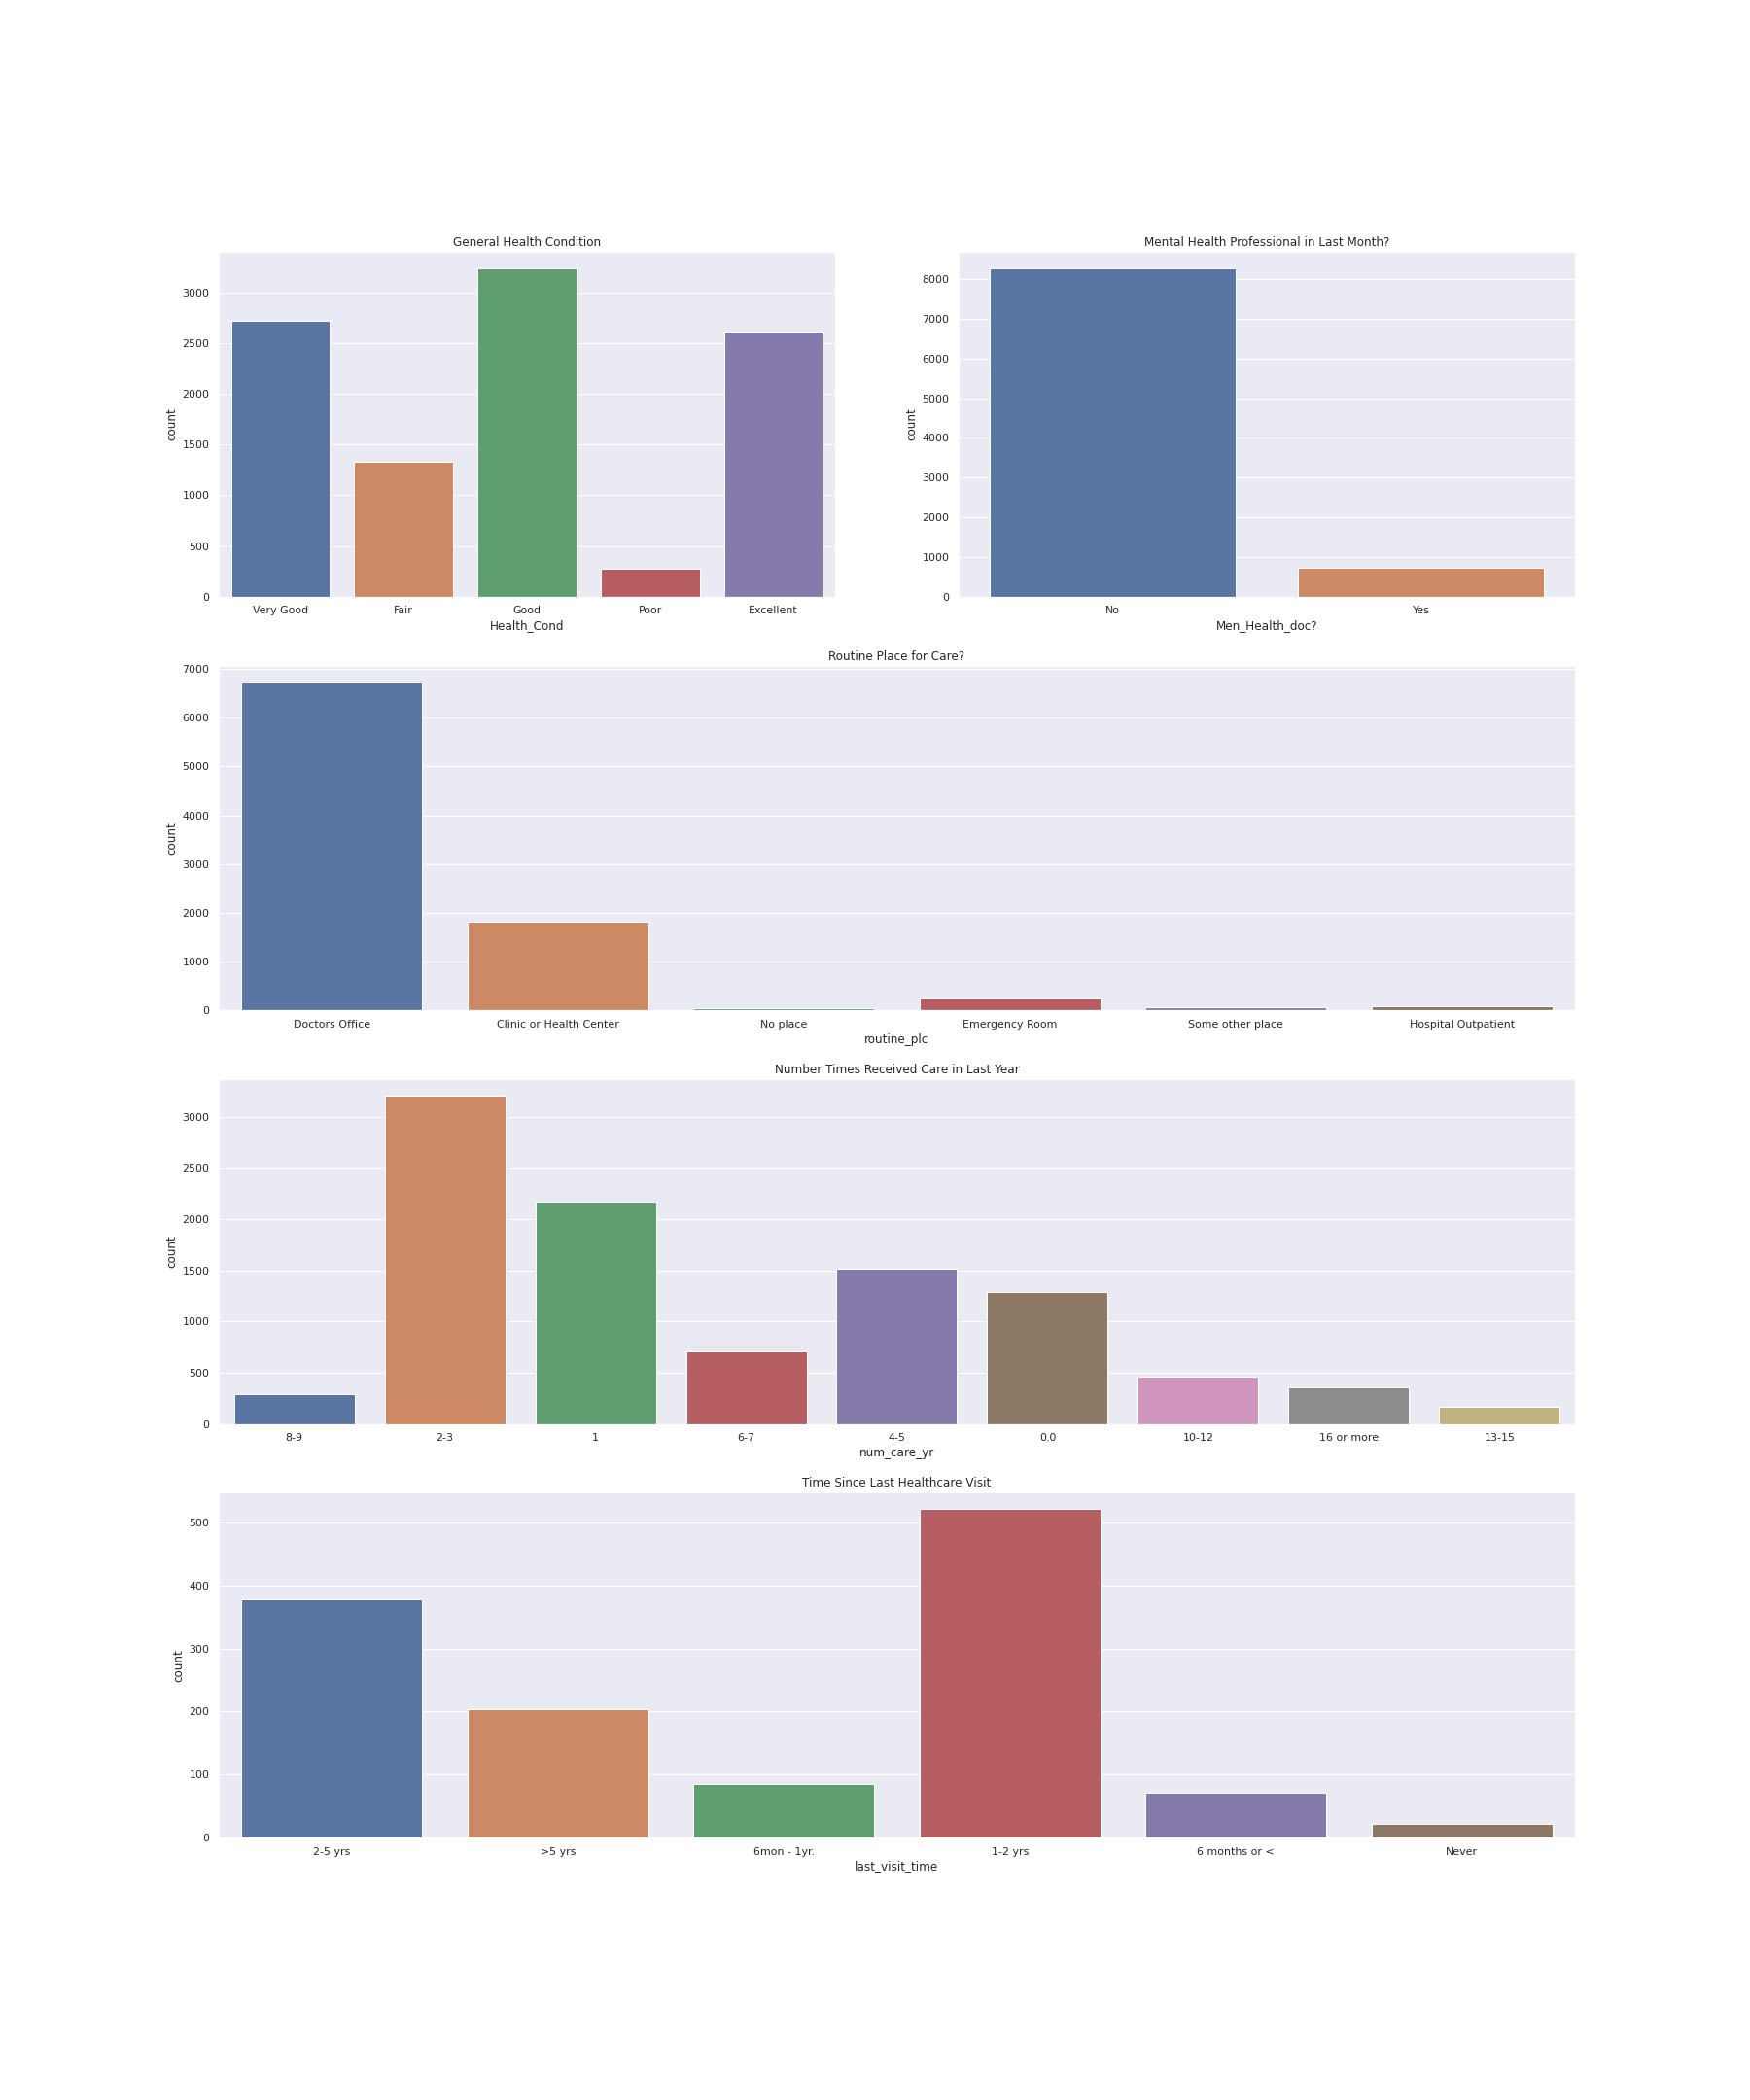 General Health Condition
3000
2500
2000
1500
1000
500
0
count
Very Good Fair Good Poor Excellent
Health_Cond
Mental Health Professional in Last Month?
8000
7000
6000
5000
4000
3000
2000
1000
0
count
No Yes
Men_Health_doc?
Routine Place for Care?
7000
6000
5000
4000
3000
2000
1000
0
count
Doctors Office Clinic or Health Center No place Emergency Room Some other place Hospital Outpatient
routine_plc
Number Times Received Care in Last Year
3000
2500
2000
1500
1000
500
0
count
8-9 2-3 1 6-7 4-5 0.0 10-12 16 or more 13-15
num_care_yr
Time Since Last Healthcare Visit
500
400
300
200
100
0
count
2-5 yrs >5 yrs 6mon - 1yr. 1-2 yrs 6 months or < Never
last_visit_time